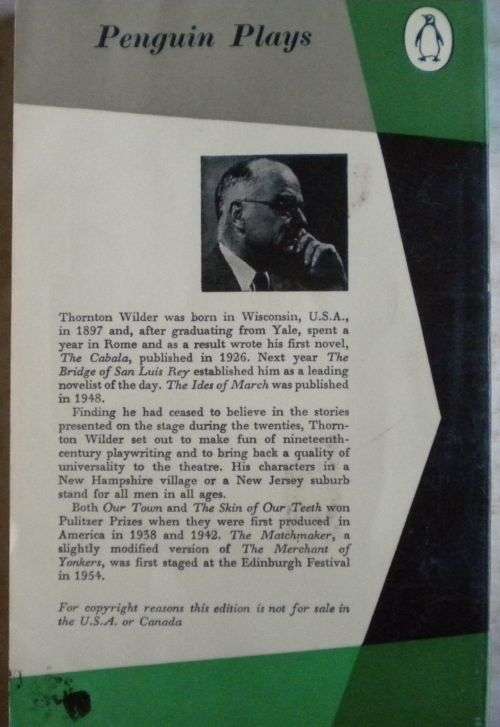 Penguin Plays
Thornton Wilder was born in Wisconsin, U.S.A.,
in 1897 and, after graduating from Yale, spent a
year in Rome and as a result wrote his first novel,
The Cabala, published in 1926. Next year The
Bridge of San Luis Rey established him as a leading
novelist of the day. The Ides of March was published
in 1948.
Finding he had ceased to believe in the stories
presented on the stage during the twenties, Thorn-
ton Wilder set out to make fun of nineteenth-
century playwriting and to bring back a quality of
universality to the theatre. His characters in a
New Hampshire village or a New Jersey suburb
stand for all men in all ages.
Both Our Town and The Skin of Our Teeth won
Pulitzer Prizes when they were first produced in
America in 1938 and 1942. The Matchmaker, a
slightly modified version of The Merchant of
Yonkers, was first staged at the Edinburgh Festival
in 1954.
For copyright reasons this edition is not for sale in
the U.S.A. or Canada